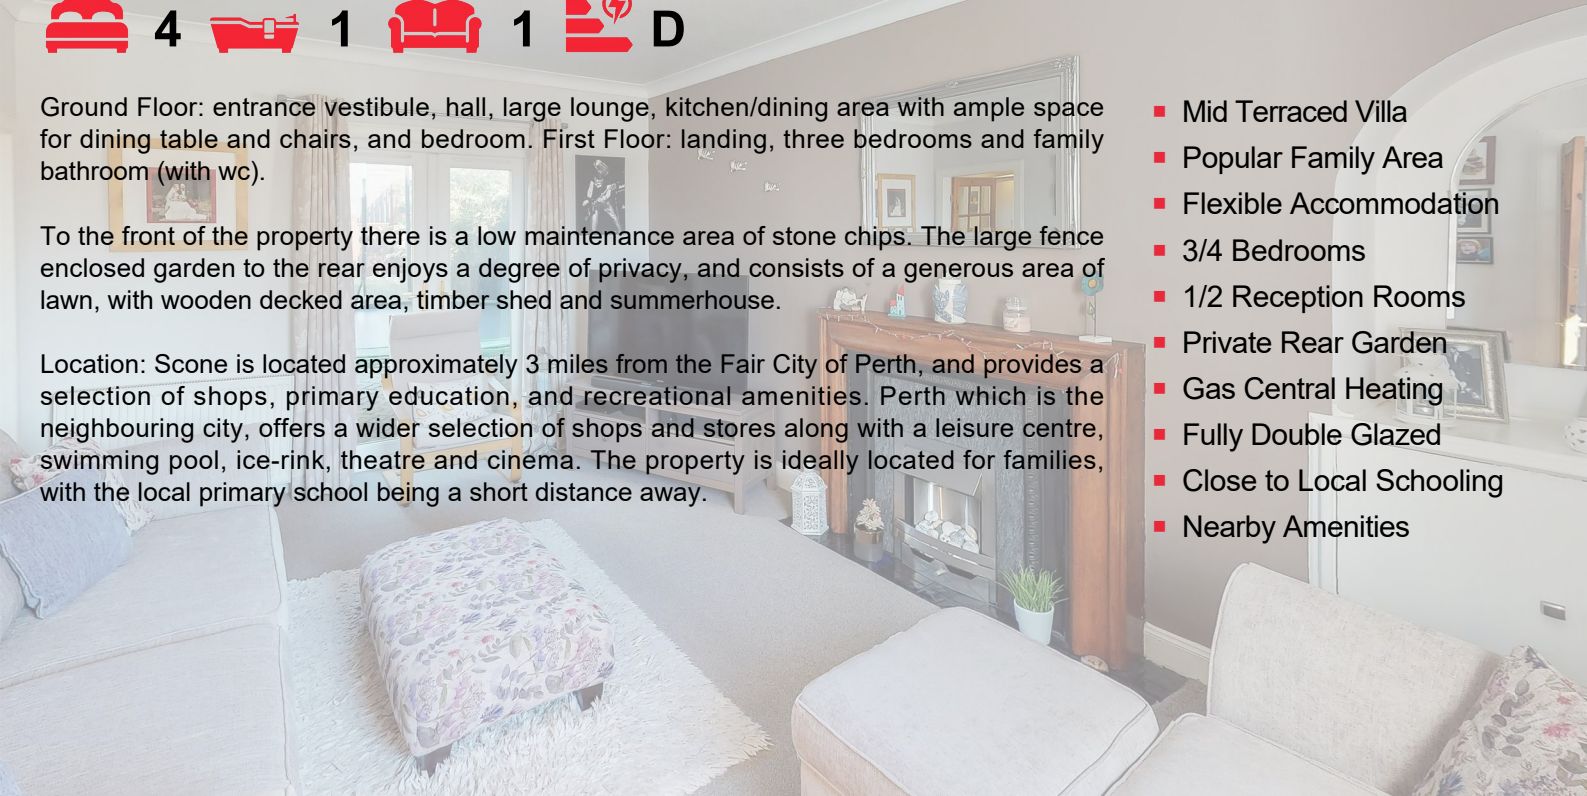 4 1 1 D
Ground Floor: entrance vestibule, hall, large lounge, kitchen/dining area with ample space
for dining table and chairs, and bedroom. First Floor: landing, three bedrooms and family
bathroom (with wc).
To the front of the property there is a low maintenance area of stone chips. The large fence
enclosed garden to the rear enjoys a degree of privacy, and consists of a generous area of
lawn, with wooden decked area, timber shed and summerhouse.
Location: Scone is located approximately 3 miles from the Fair City of Perth, and provides a
selection of shops, primary education, and recreational amenities. Perth which is the
neighbouring city, offers a wider selection of shops and stores along with a leisure centre,
swimming pool, ice-rink, theatre and cinema. The property is ideally located for families,
with the local primary school being a short distance away.
Mid Terraced Villa
Popular Family Area
Flexible Accommodation
3/4 Bedrooms
1/2 Reception Rooms
Private Rear Garden
Gas Central Heating
Fully Double Glazed
Close to Local Schooling
Nearby Amenities